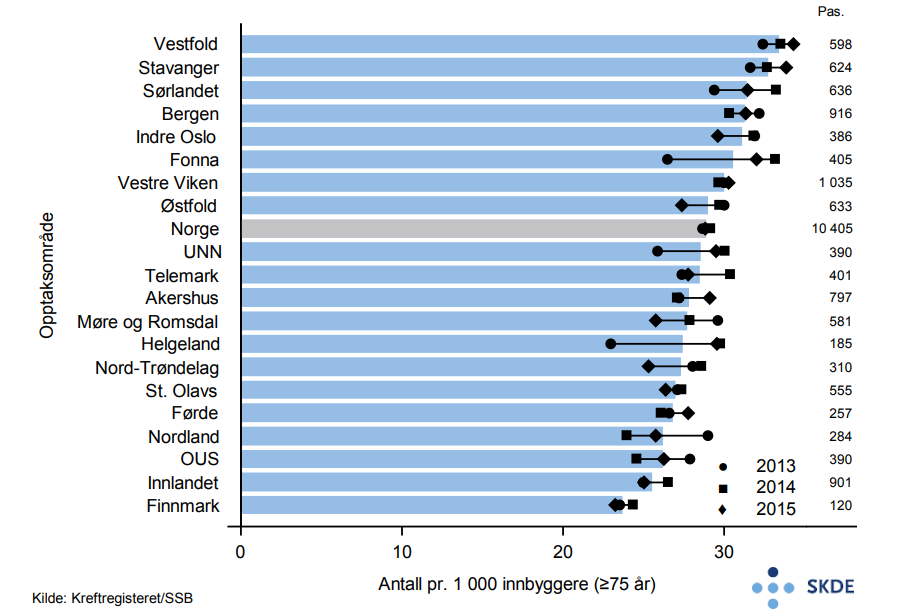 Pas.
Vestfold 598
Stavanger 624
Sørlandet 636
Bergen 916
Indre Oslo 386
Fonna 405
Vestre Viken 1 035
Østfold 633
Norge 10 405
UNN 390
Telemark 401
Akershus 797
Møre og Romsdal 581
Helgeland 185
Nord-Trøndelag 310
St. Olavs 555
Førde 257
Nordland 284
OUS 390
Innlandet 901
Finnmark 120
Opptaksområde
2013
2014
2015
0 10 20 30
Antall pr. 1 000 innbyggere (≥75 år)
SKDE
Kilde: Kreftregisteret/SSB